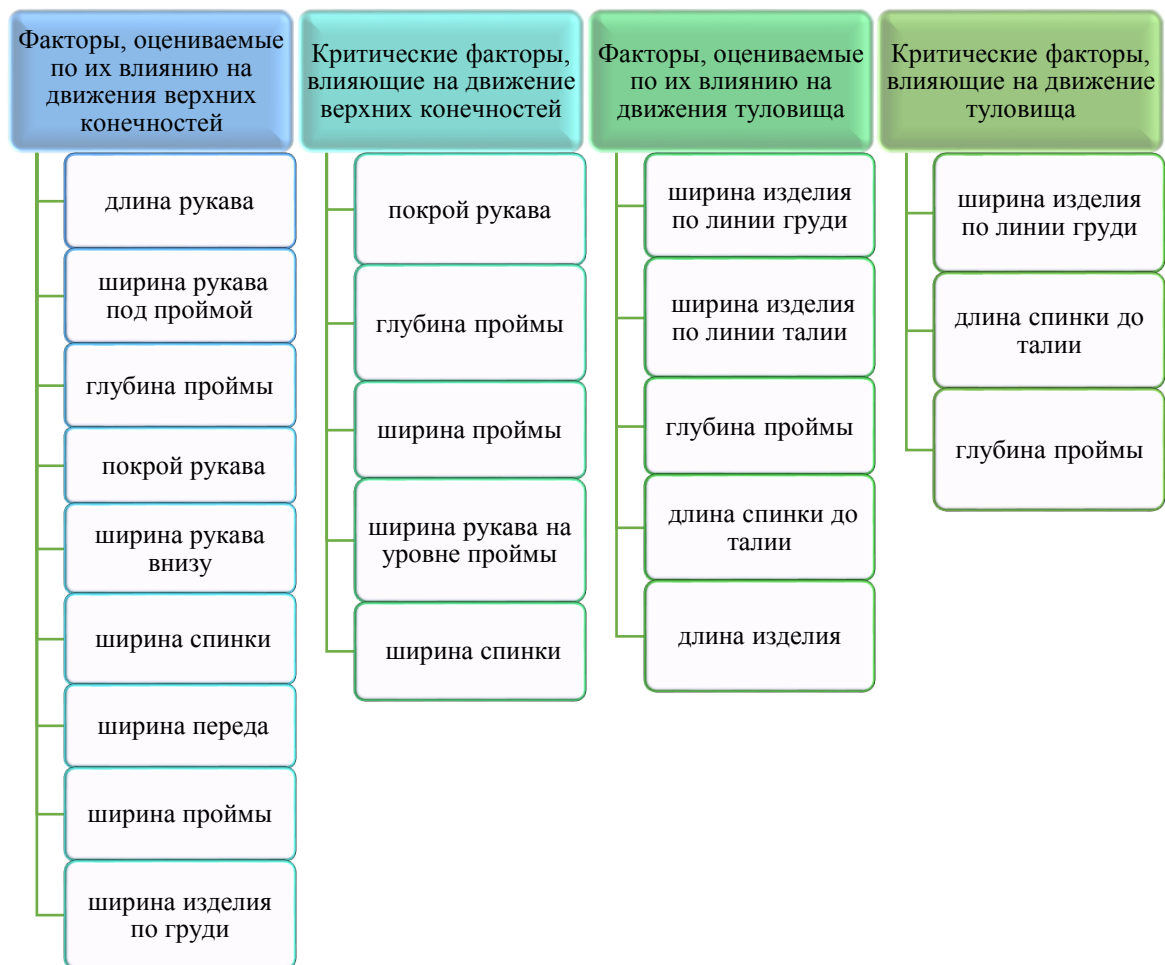 Факторы, оцениваемые
по их влиянию на
движения верхних
конечностей
длина рукава
ширина рукава
под проймой
глубина проймы
покрой рукава
ширина рукава
внизу
ширина спинки
ширина переда
ширина проймы
ширина изделия
по груди
Критические факторы,
влияющие на движение
верхних конечностей
покрой рукава
глубина проймы
ширина проймы
ширина рукава на
уровне проймы
ширина спинки
Факторы, оцениваемые
по их влиянию на
движения туловища
ширина изделия
по линии груди
ширина изделия
по линии талии
глубина проймы
длина спинки до
талии
длина изделия
Критические факторы,
влияющие на движение
туловища
ширина изделия
по линии груди
длина спинки до
талии
глубина проймы